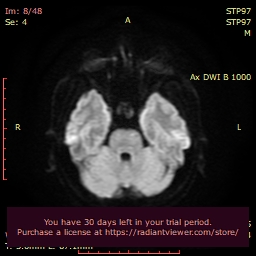 Im: 8/48
Se: 4
A
STP97
STP97
M
Ax DWI B 1000
R
L
You have 30 days left in your trial period.
Purchase a license at https://radiantviewer.com/store/